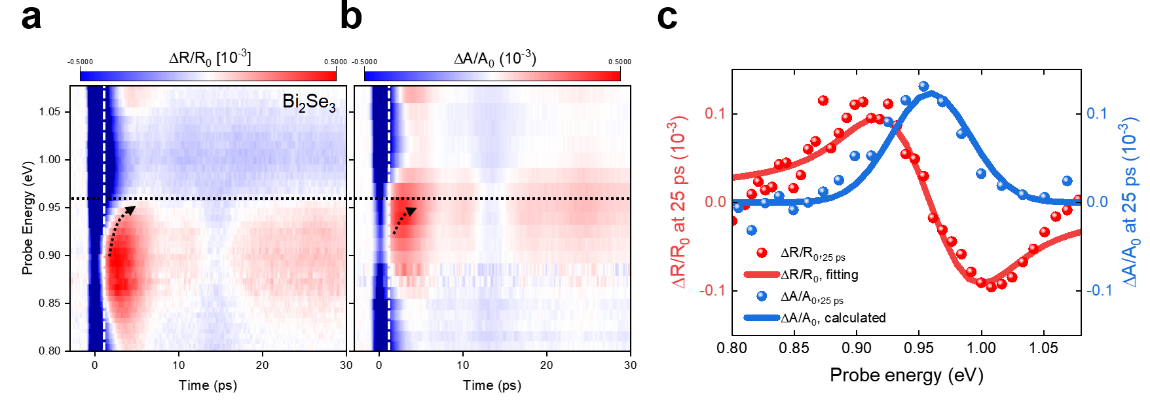 a
b
c
ΔR/R₀ [10⁻³]
-0.5000
0.5000
Bi₂Se₃
1.05
1.00
0.95
0.90
0.85
0.80
Probe Energy (eV)
0
10
20
30
Time (ps)
ΔA/A₀ (10⁻³)
-0.5000
0.5000
0
10
20
30
Time (ps)
ΔR/R₀ at 25 ps (10⁻³)
0.1
0.0
-0.1
ΔR/R₀,₂₅ ₚₛ
ΔR/R₀, fitting
ΔA/A₀,₂₅ ₚₛ
ΔA/A₀, calculated
0.1
0.0
-0.1
ΔA/A₀ at 25 ps (10⁻³)
0.80
0.85
0.90
0.95
1.00
1.05
Probe energy (eV)